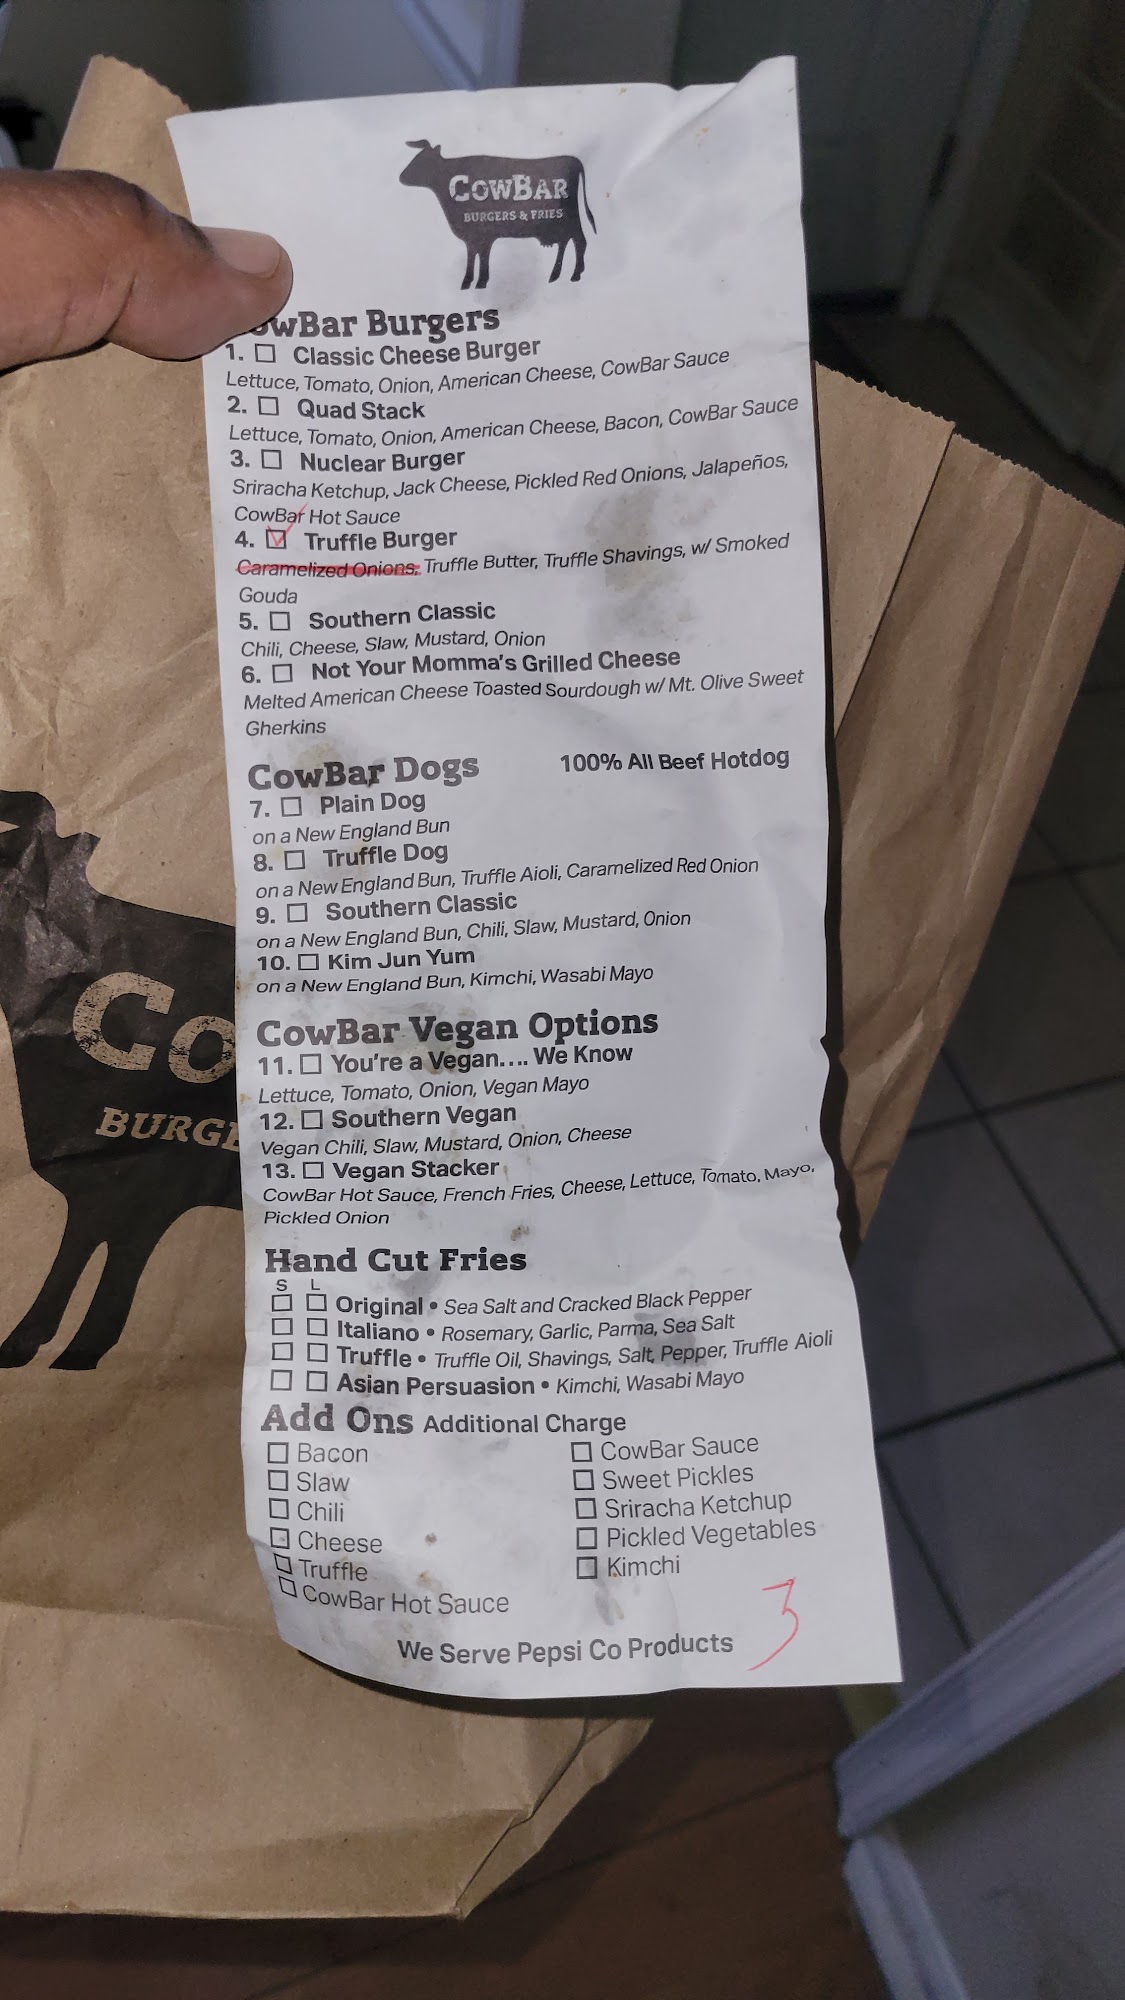 COWBAR
BURGERS & FRIES
owBar Burgers
1. ☐ Classic Cheese Burger
Lettuce, Tomato, Onion, American Cheese, CowBar Sauce
2. ☐ Quad Stack
Lettuce, Tomato, Onion, American Cheese, Bacon, CowBar Sauce
3. ☐ Nuclear Burger
Sriracha Ketchup, Jack Cheese, Pickled Red Onions, Jalapeños,
CowBar Hot Sauce
4. ☑ Truffle Burger
Caramelized Onions, Truffle Butter, Truffle Shavings, w/ Smoked
Gouda
5. ☐ Southern Classic
Chili, Cheese, Slaw, Mustard, Onion
6. ☐ Not Your Momma's Grilled Cheese
Melted American Cheese Toasted Sourdough w/ Mt. Olive Sweet
Gherkins
CowBar Dogs 100% All Beef Hotdog
7. ☐ Plain Dog
on a New England Bun
8. ☐ Truffle Dog
on a New England Bun, Truffle Aioli, Caramelized Red Onion
9. ☐ Southern Classic
on a New England Bun, Chili, Slaw, Mustard, Onion
10. ☐ Kim Jun Yum
on a New England Bun, Kimchi, Wasabi Mayo
CowBar Vegan Options
11. ☐ You're a Vegan.... We Know
Lettuce, Tomato, Onion, Vegan Mayo
12. ☐ Southern Vegan
Vegan Chili, Slaw, Mustard, Onion, Cheese
13. ☐ Vegan Stacker
CowBar Hot Sauce, French Fries, Cheese, Lettuce, Tomato, Mayo,
Pickled Onion
Hand Cut Fries
S L
☐ ☐ Original • Sea Salt and Cracked Black Pepper
☐ ☐ Italiano • Rosemary, Garlic, Parma, Sea Salt
☐ ☐ Truffle • Truffle Oil, Shavings, Salt, Pepper, Truffle Aioli
☐ ☐ Asian Persuasion • Kimchi, Wasabi Mayo
Add Ons Additional Charge
☐ Bacon
☐ Slaw
☐ Chili
☐ Cheese
☐ Truffle
☐ CowBar Hot Sauce
☐ CowBar Sauce
☐ Sweet Pickles
☐ Sriracha Ketchup
☐ Pickled Vegetables
☐ Kimchi
3
We Serve Pepsi Co Products
CO
BURGE